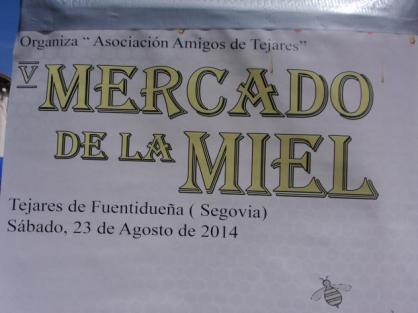 Organiza “ Asociación Amigos de Tejares”
V MERCADO
DE LA MIEL
Tejares de Fuentidueña ( Segovia)
Sábado, 23 de Agosto de 2014